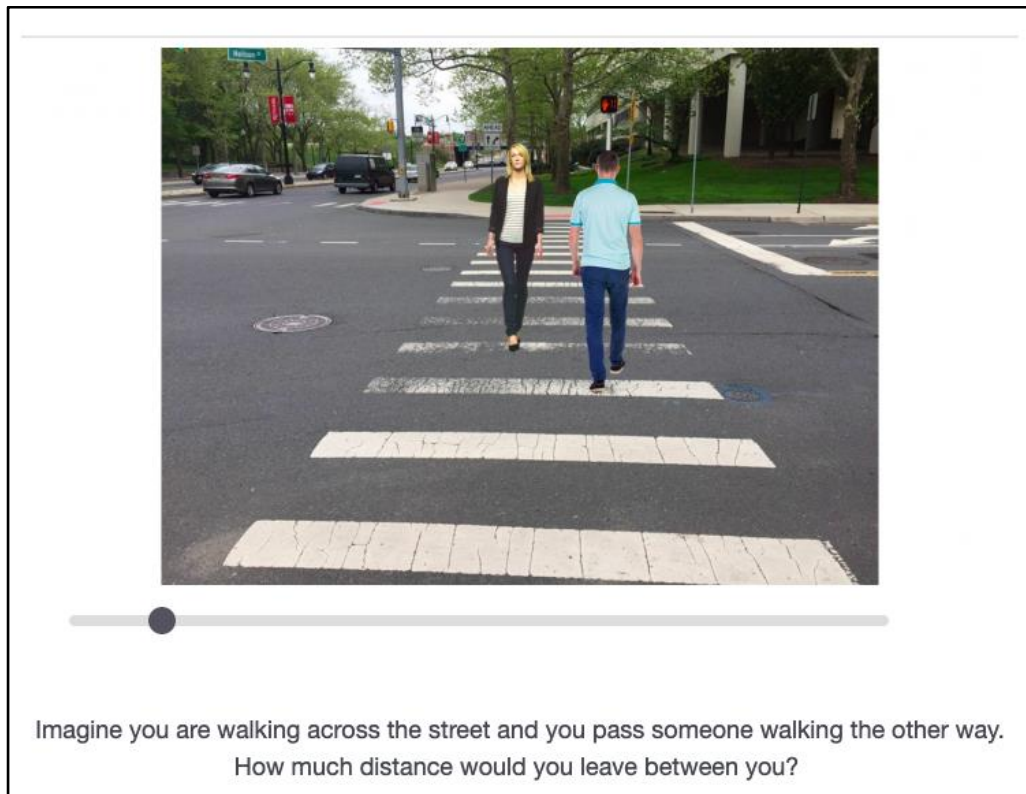 Imagine you are walking across the street and you pass someone walking the other way.
How much distance would you leave between you?